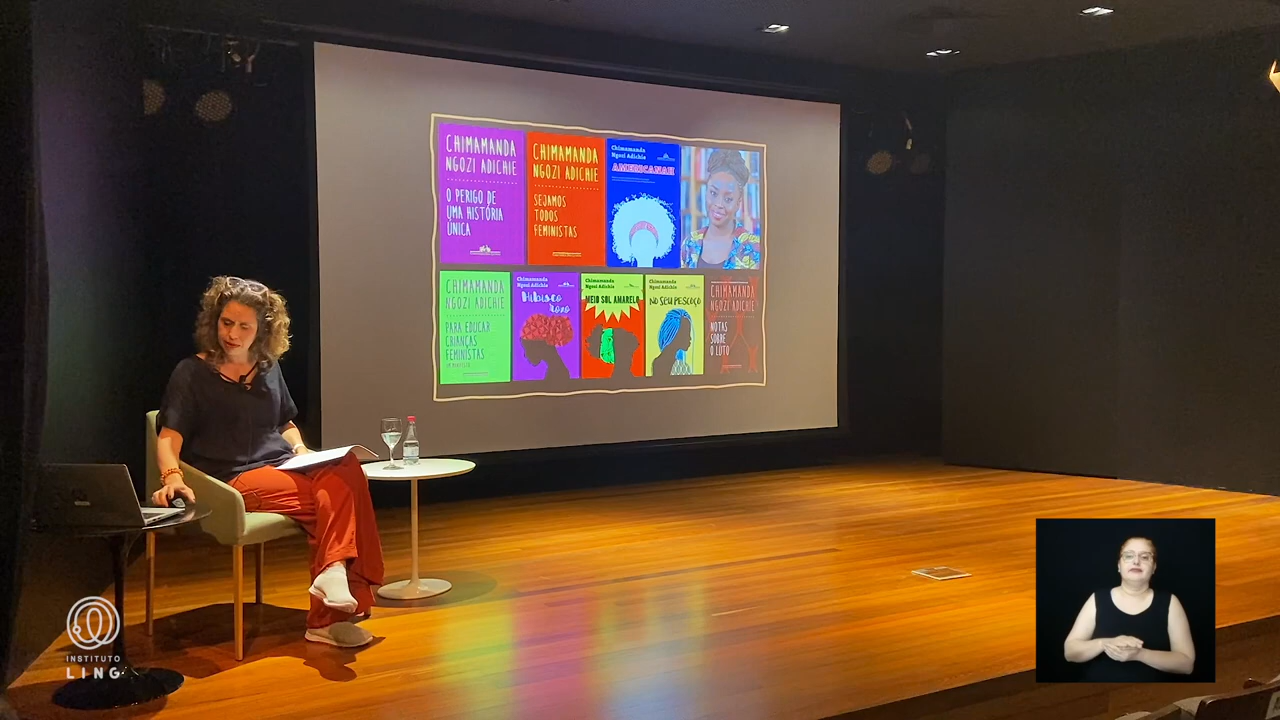 CHIMAMANDA
NGOZI ADICHIE
O PERIGO DE
UMA HISTÓRIA
ÚNICA
CHIMAMANDA
NGOZI ADICHIE
SEJAMOS
TODOS
FEMINISTAS
Chimamanda
Ngozi Adichie
AMERICANAH
CHIMAMANDA
NGOZI ADICHIE
PARA EDUCAR
CRIANÇAS
FEMINISTAS
Chimamanda
Ngozi Adichie
Hibisco
roxo
Chimamanda
Ngozi Adichie
MEIO SOL AMARELO
Chimamanda
Ngozi Adichie
NO SEU PESCOÇO
CHIMAMANDA
NGOZI ADICHIE
NOTAS
SOBRE
O LUTO
INSTITUTO
LING